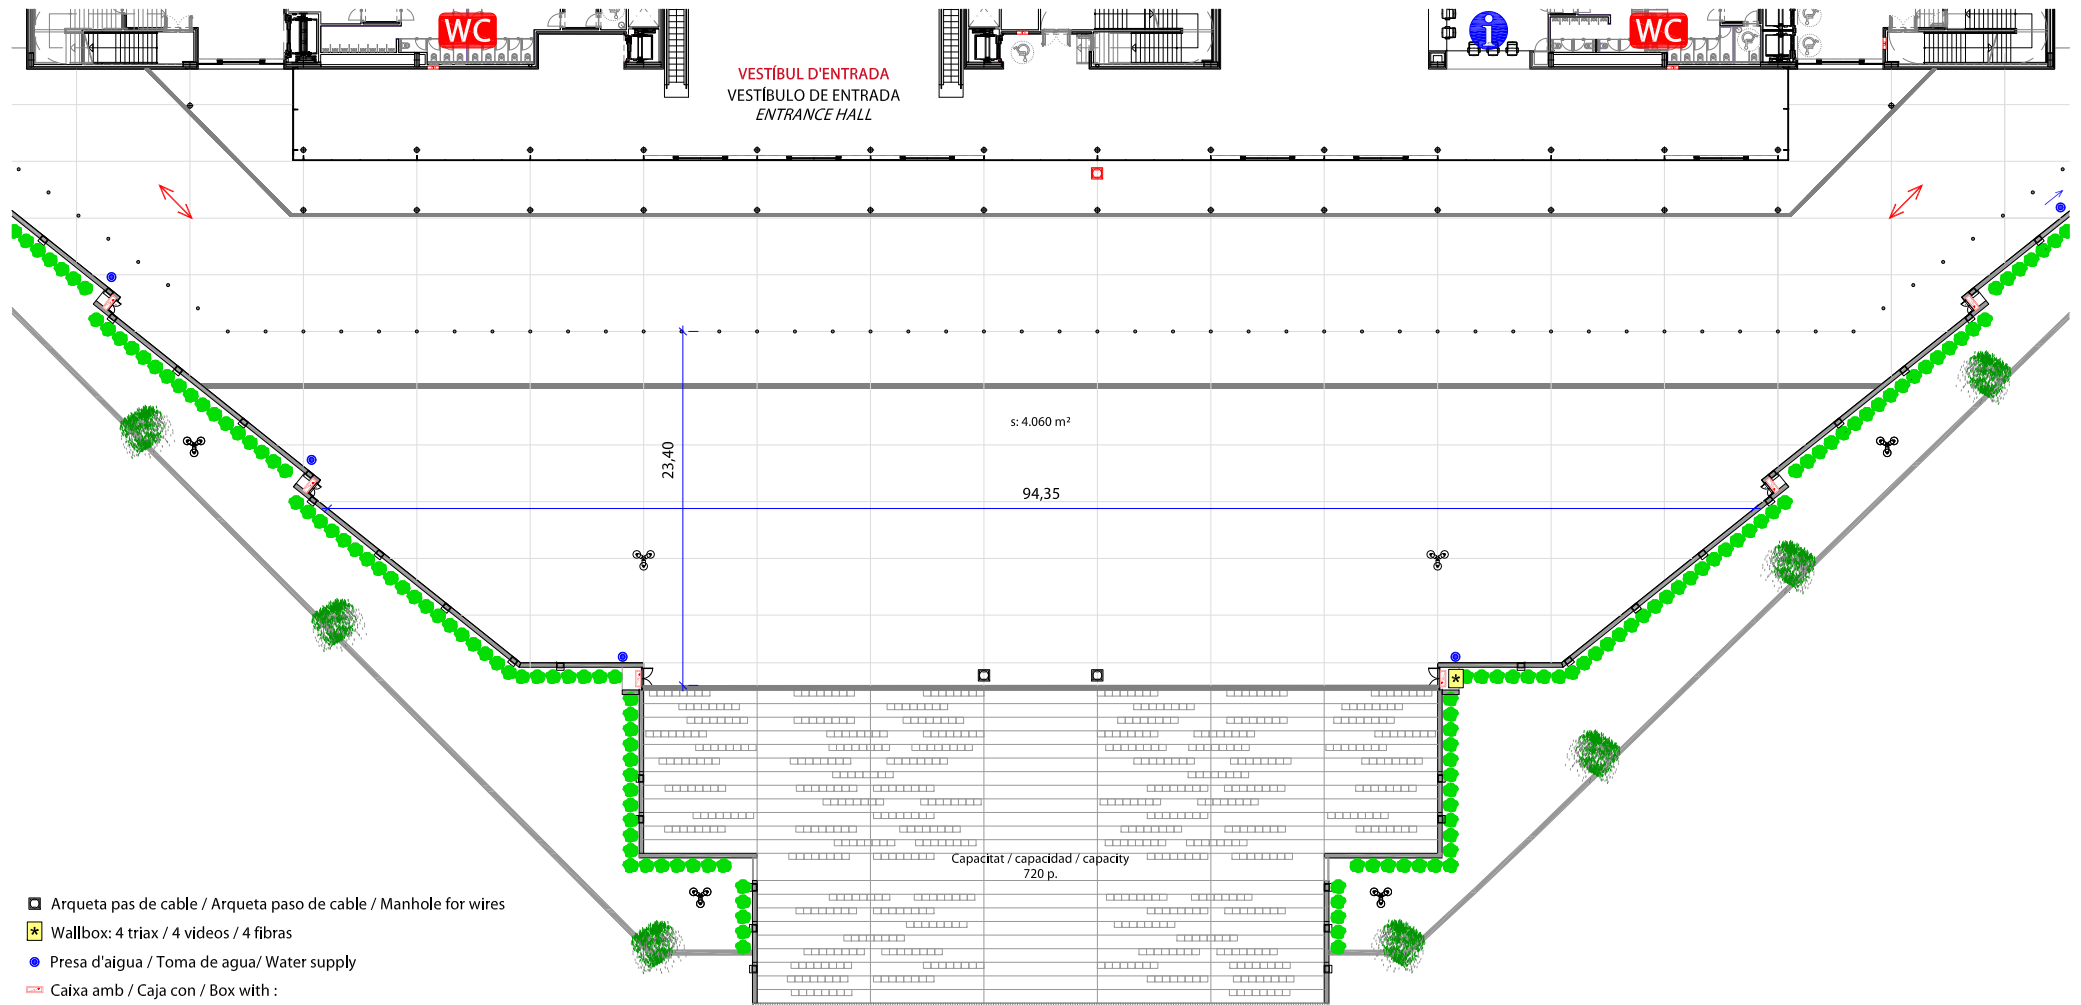 WC
i
WC
VESTÍBUL D'ENTRADA
VESTÍBULO DE ENTRADA
ENTRANCE HALL
s: 4.060 m²
23,40
94,35
*
Capacitat / capacidad / capacity
720 p.
Arqueta pas de cable / Arqueta paso de cable / Manhole for wires
* Wallbox: 4 triax / 4 videos / 4 fibras
Presa d'aigua / Toma de agua/ Water supply
Caixa amb / Caja con / Box with :